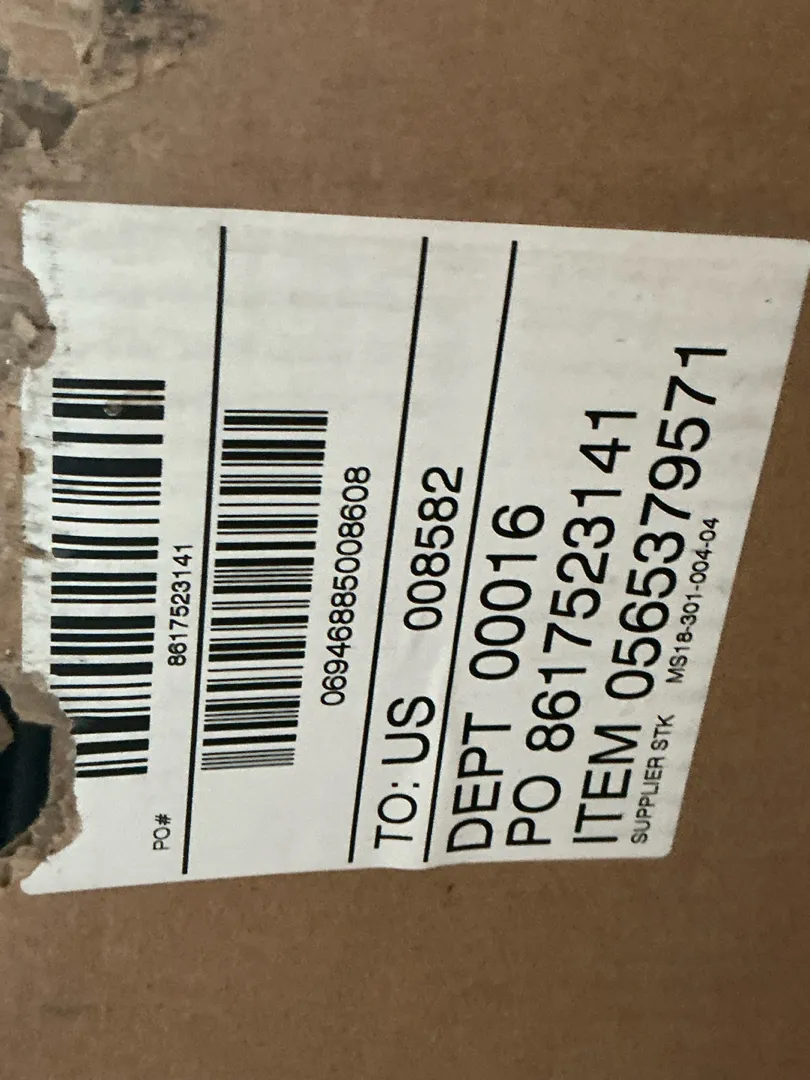 PO# 8617523141
06946885008608
TO: US 008582
DEPT 00016
PO 8617523141
ITEM 0565379571
SUPPLIER STK MS18-301-004-04